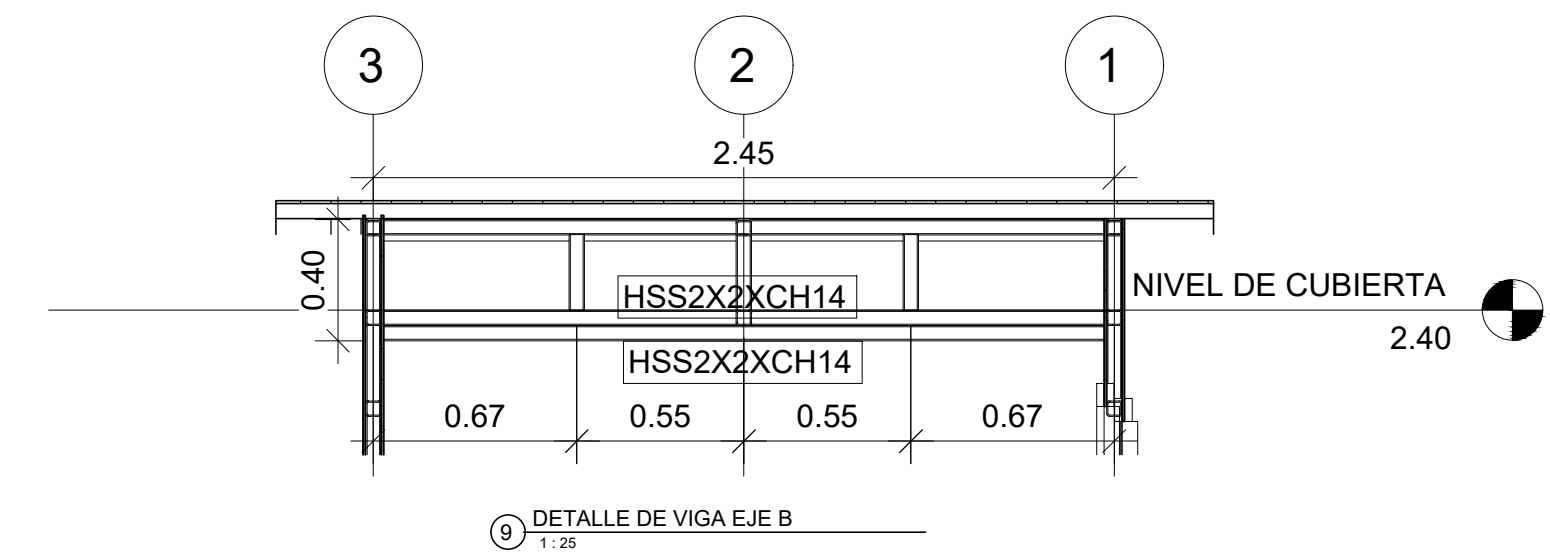 3 2 1
2.45
0.40
HSS2X2XCH14
NIVEL DE CUBIERTA
2.40
HSS2X2XCH14
0.67 0.55 0.55 0.67
9 DETALLE DE VIGA EJE B
1 : 25